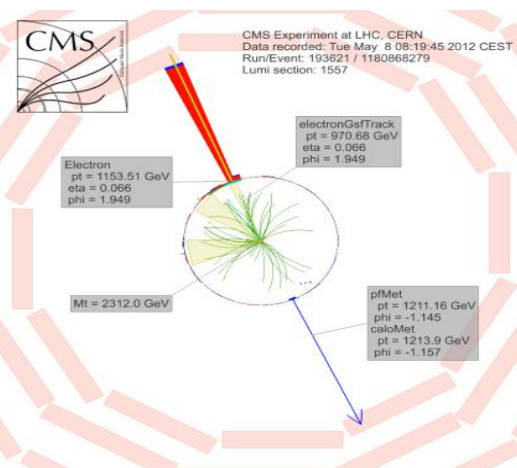 CMS
CMS Experiment at LHC, CERN
Data recorded: Tue May 8 08:19:45 2012 CEST
Run/Event: 193621 / 1180868279
Lumi section: 1557
electronGsfTrack
pt = 970.68 GeV
eta = 0.066
phi = 1.949
Electron
pt = 1153.51 GeV
eta = 0.066
phi = 1.949
Mt = 2312.0 GeV
pfMet
pt = 1211.16 GeV
phi = -1.145
caloMet
pt = 1213.9 GeV
phi = -1.157